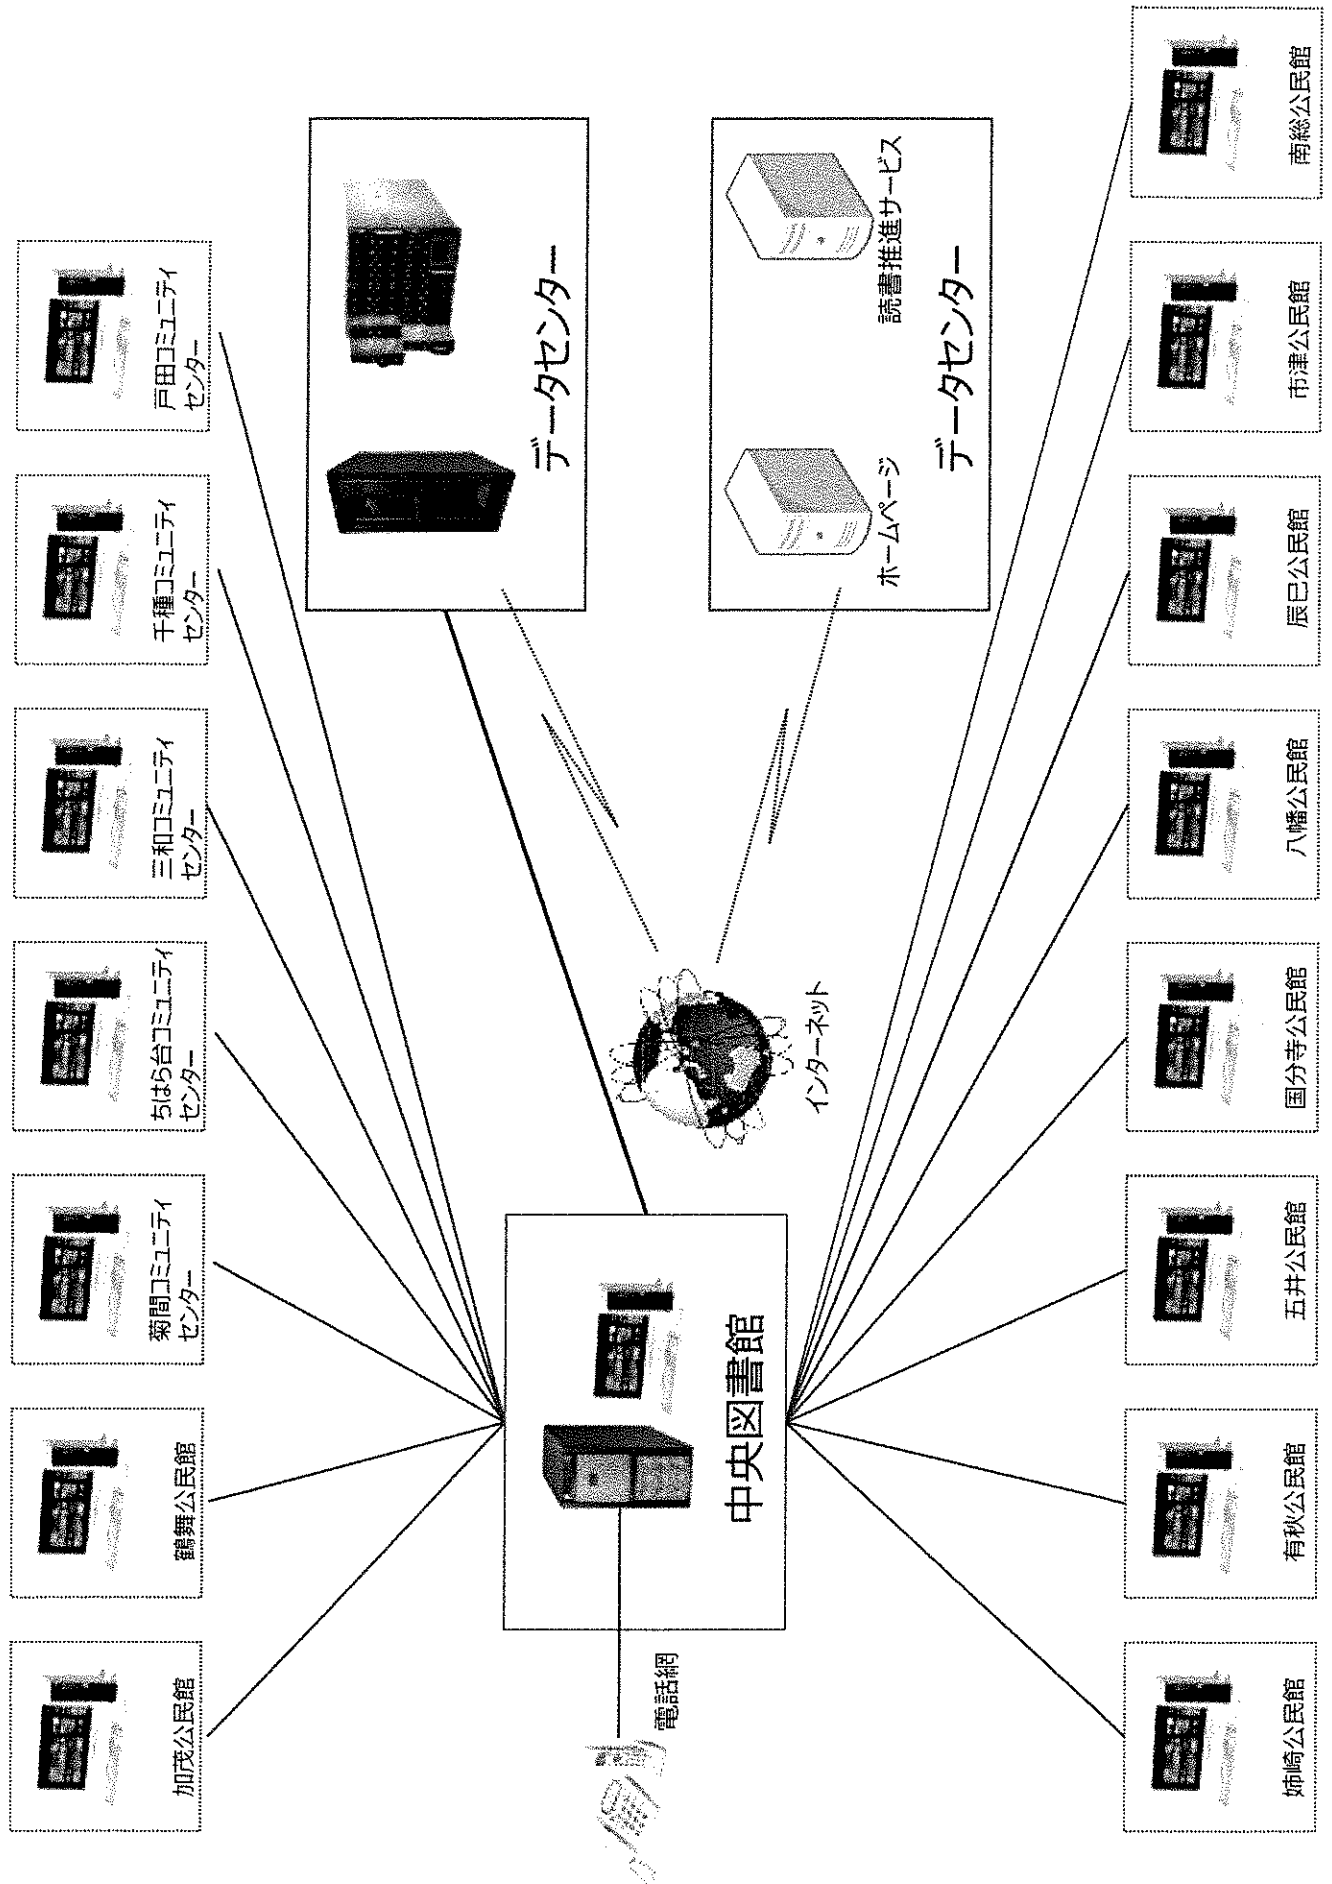 加茂公民館
鶴舞公民館
菊間コミュニティ
センター
ちはら台コミュニティ
センター
三和コミュニティ
センター
千種コミュニティ
センター
戸田コミュニティ
センター
データセンター
電話網
中央図書館
インターネット
ホームページ
読書推進サービス
データセンター
姉崎公民館
有秋公民館
五井公民館
国分寺公民館
八幡公民館
辰巳公民館
市津公民館
南総公民館